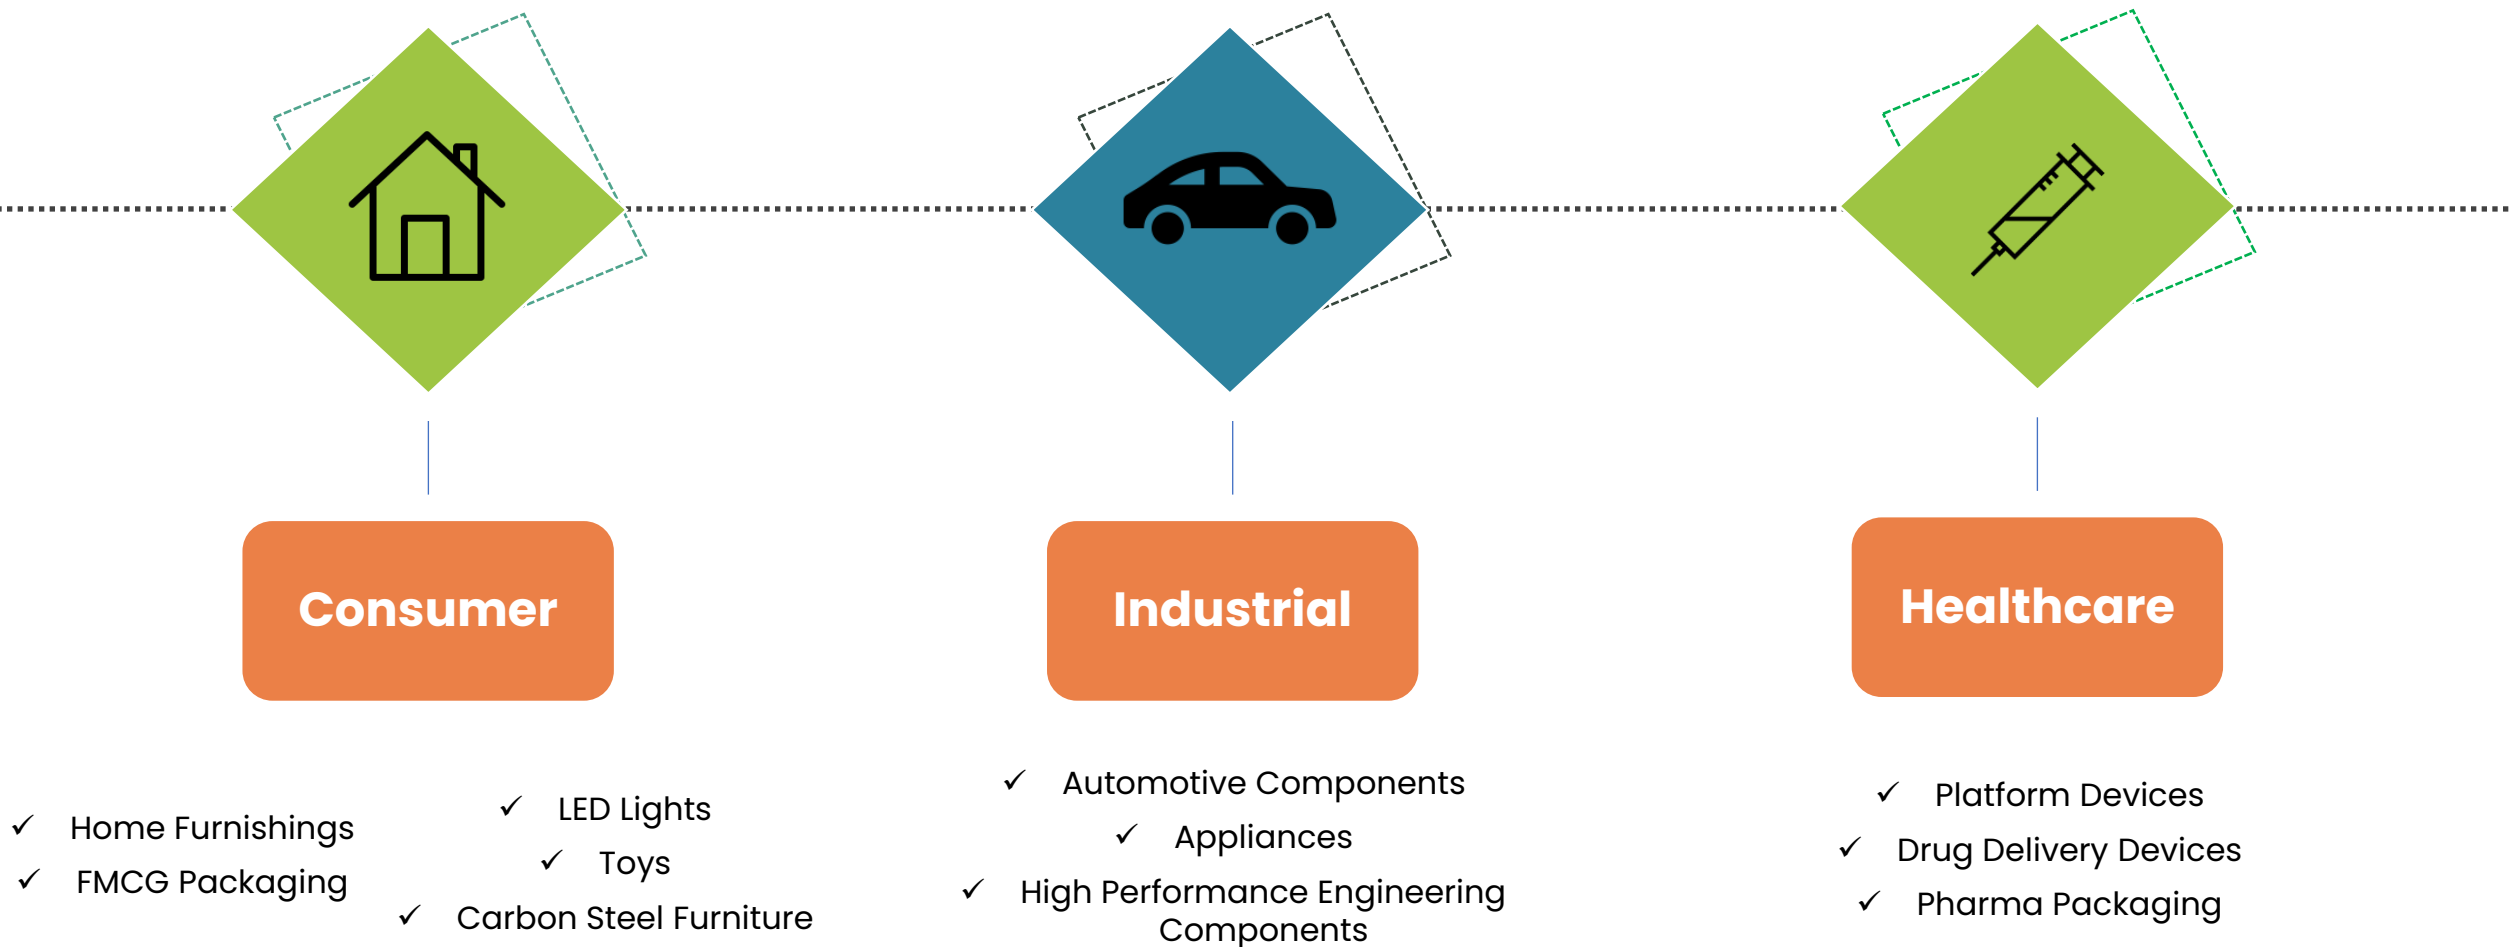 Consumer
Industrial
Healthcare
Home Furnishings
FMCG Packaging
LED Lights
Toys
Carbon Steel Furniture
Automotive Components
Appliances
High Performance Engineering
Components
Platform Devices
Drug Delivery Devices
Pharma Packaging